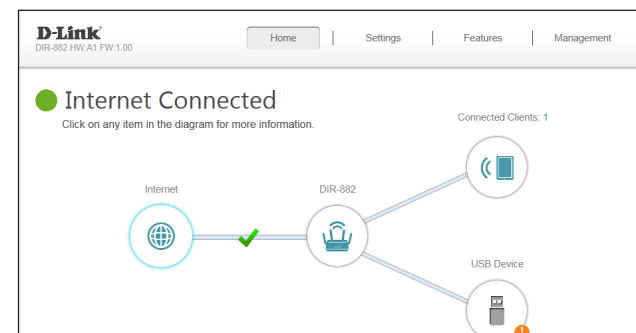 D-Link
DIR-882 HW:A1 FW:1.00
Home
Settings
Features
Management
Internet Connected
Click on any item in the diagram for more information.
Connected Clients: 1
Internet
DIR-882
USB Device
!